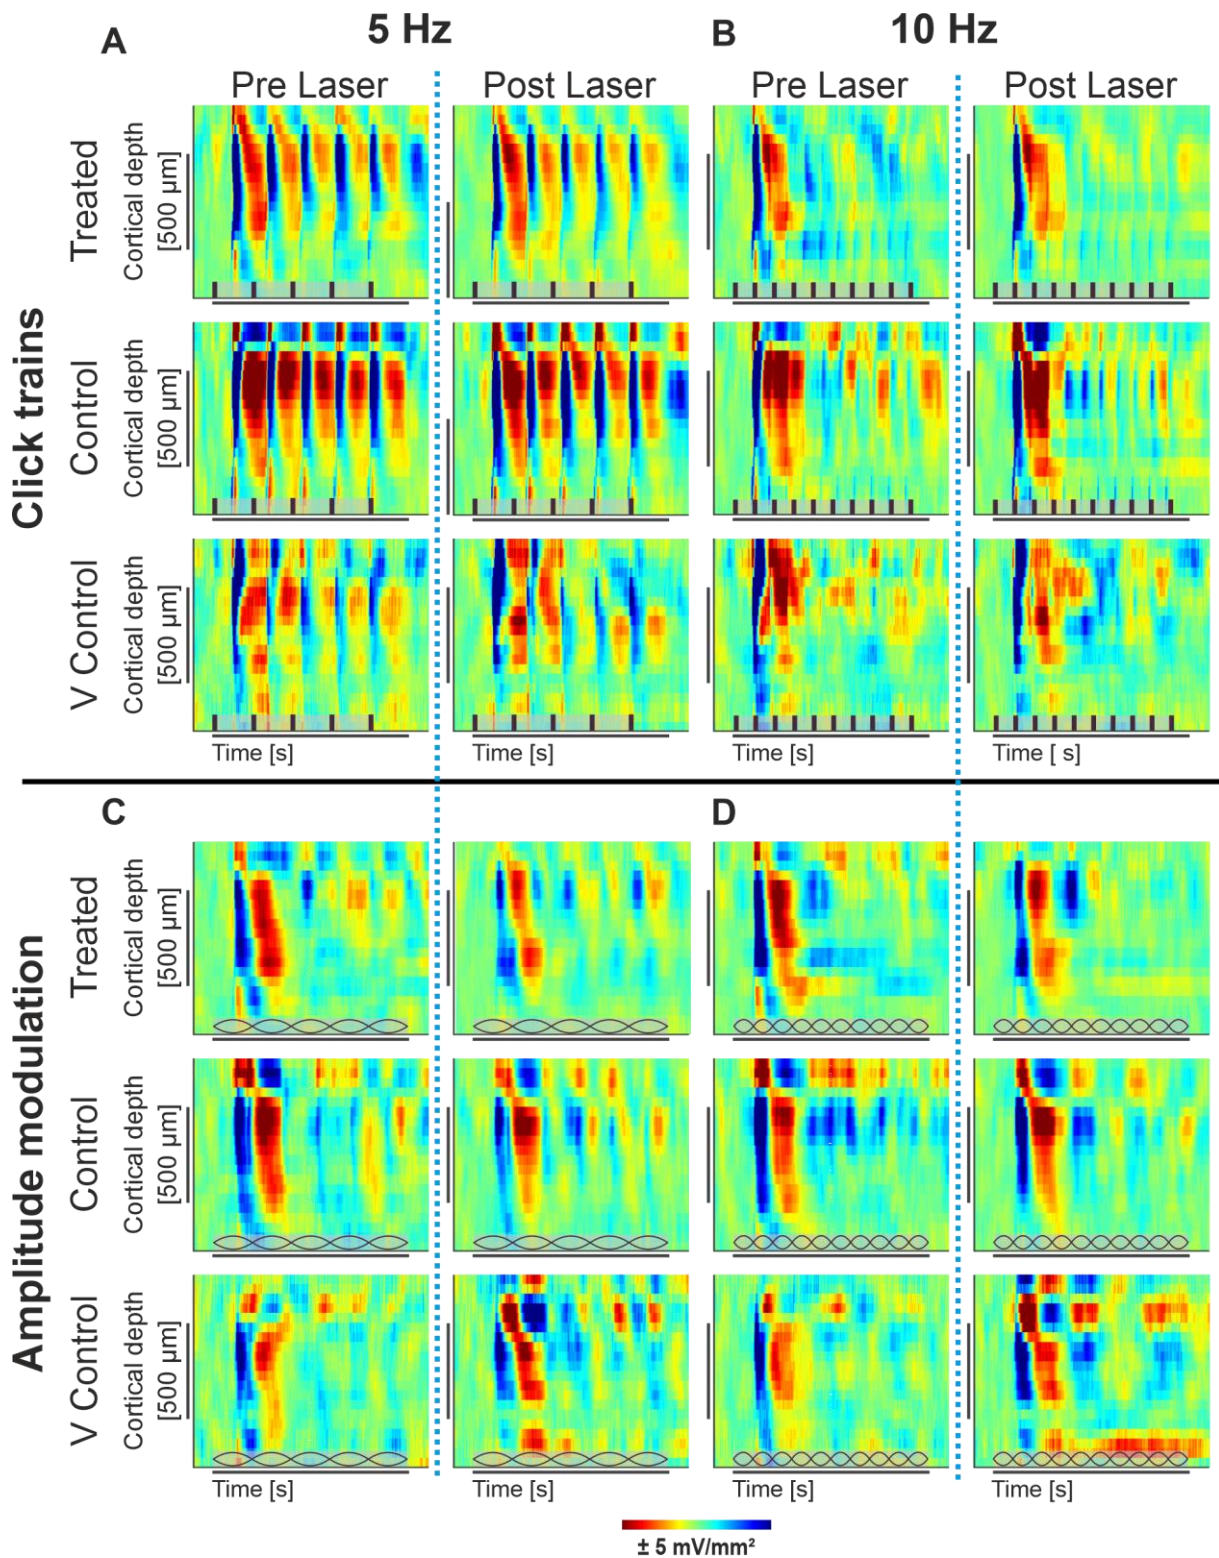 A 5 Hz B 10 Hz
Pre Laser Post Laser Pre Laser Post Laser
Click trains
Treated
Cortical depth
[500 µm]
Control
Cortical depth
[500 µm]
V Control
Cortical depth
[500 µm]
Time [s] Time [s] Time [s] Time [ s]
C D
Amplitude modulation
Treated
Cortical depth
[500 µm]
Control
Cortical depth
[500 µm]
V Control
Cortical depth
[500 µm]
Time [s] Time [s] Time [s] Time [s]
± 5 mV/mm²